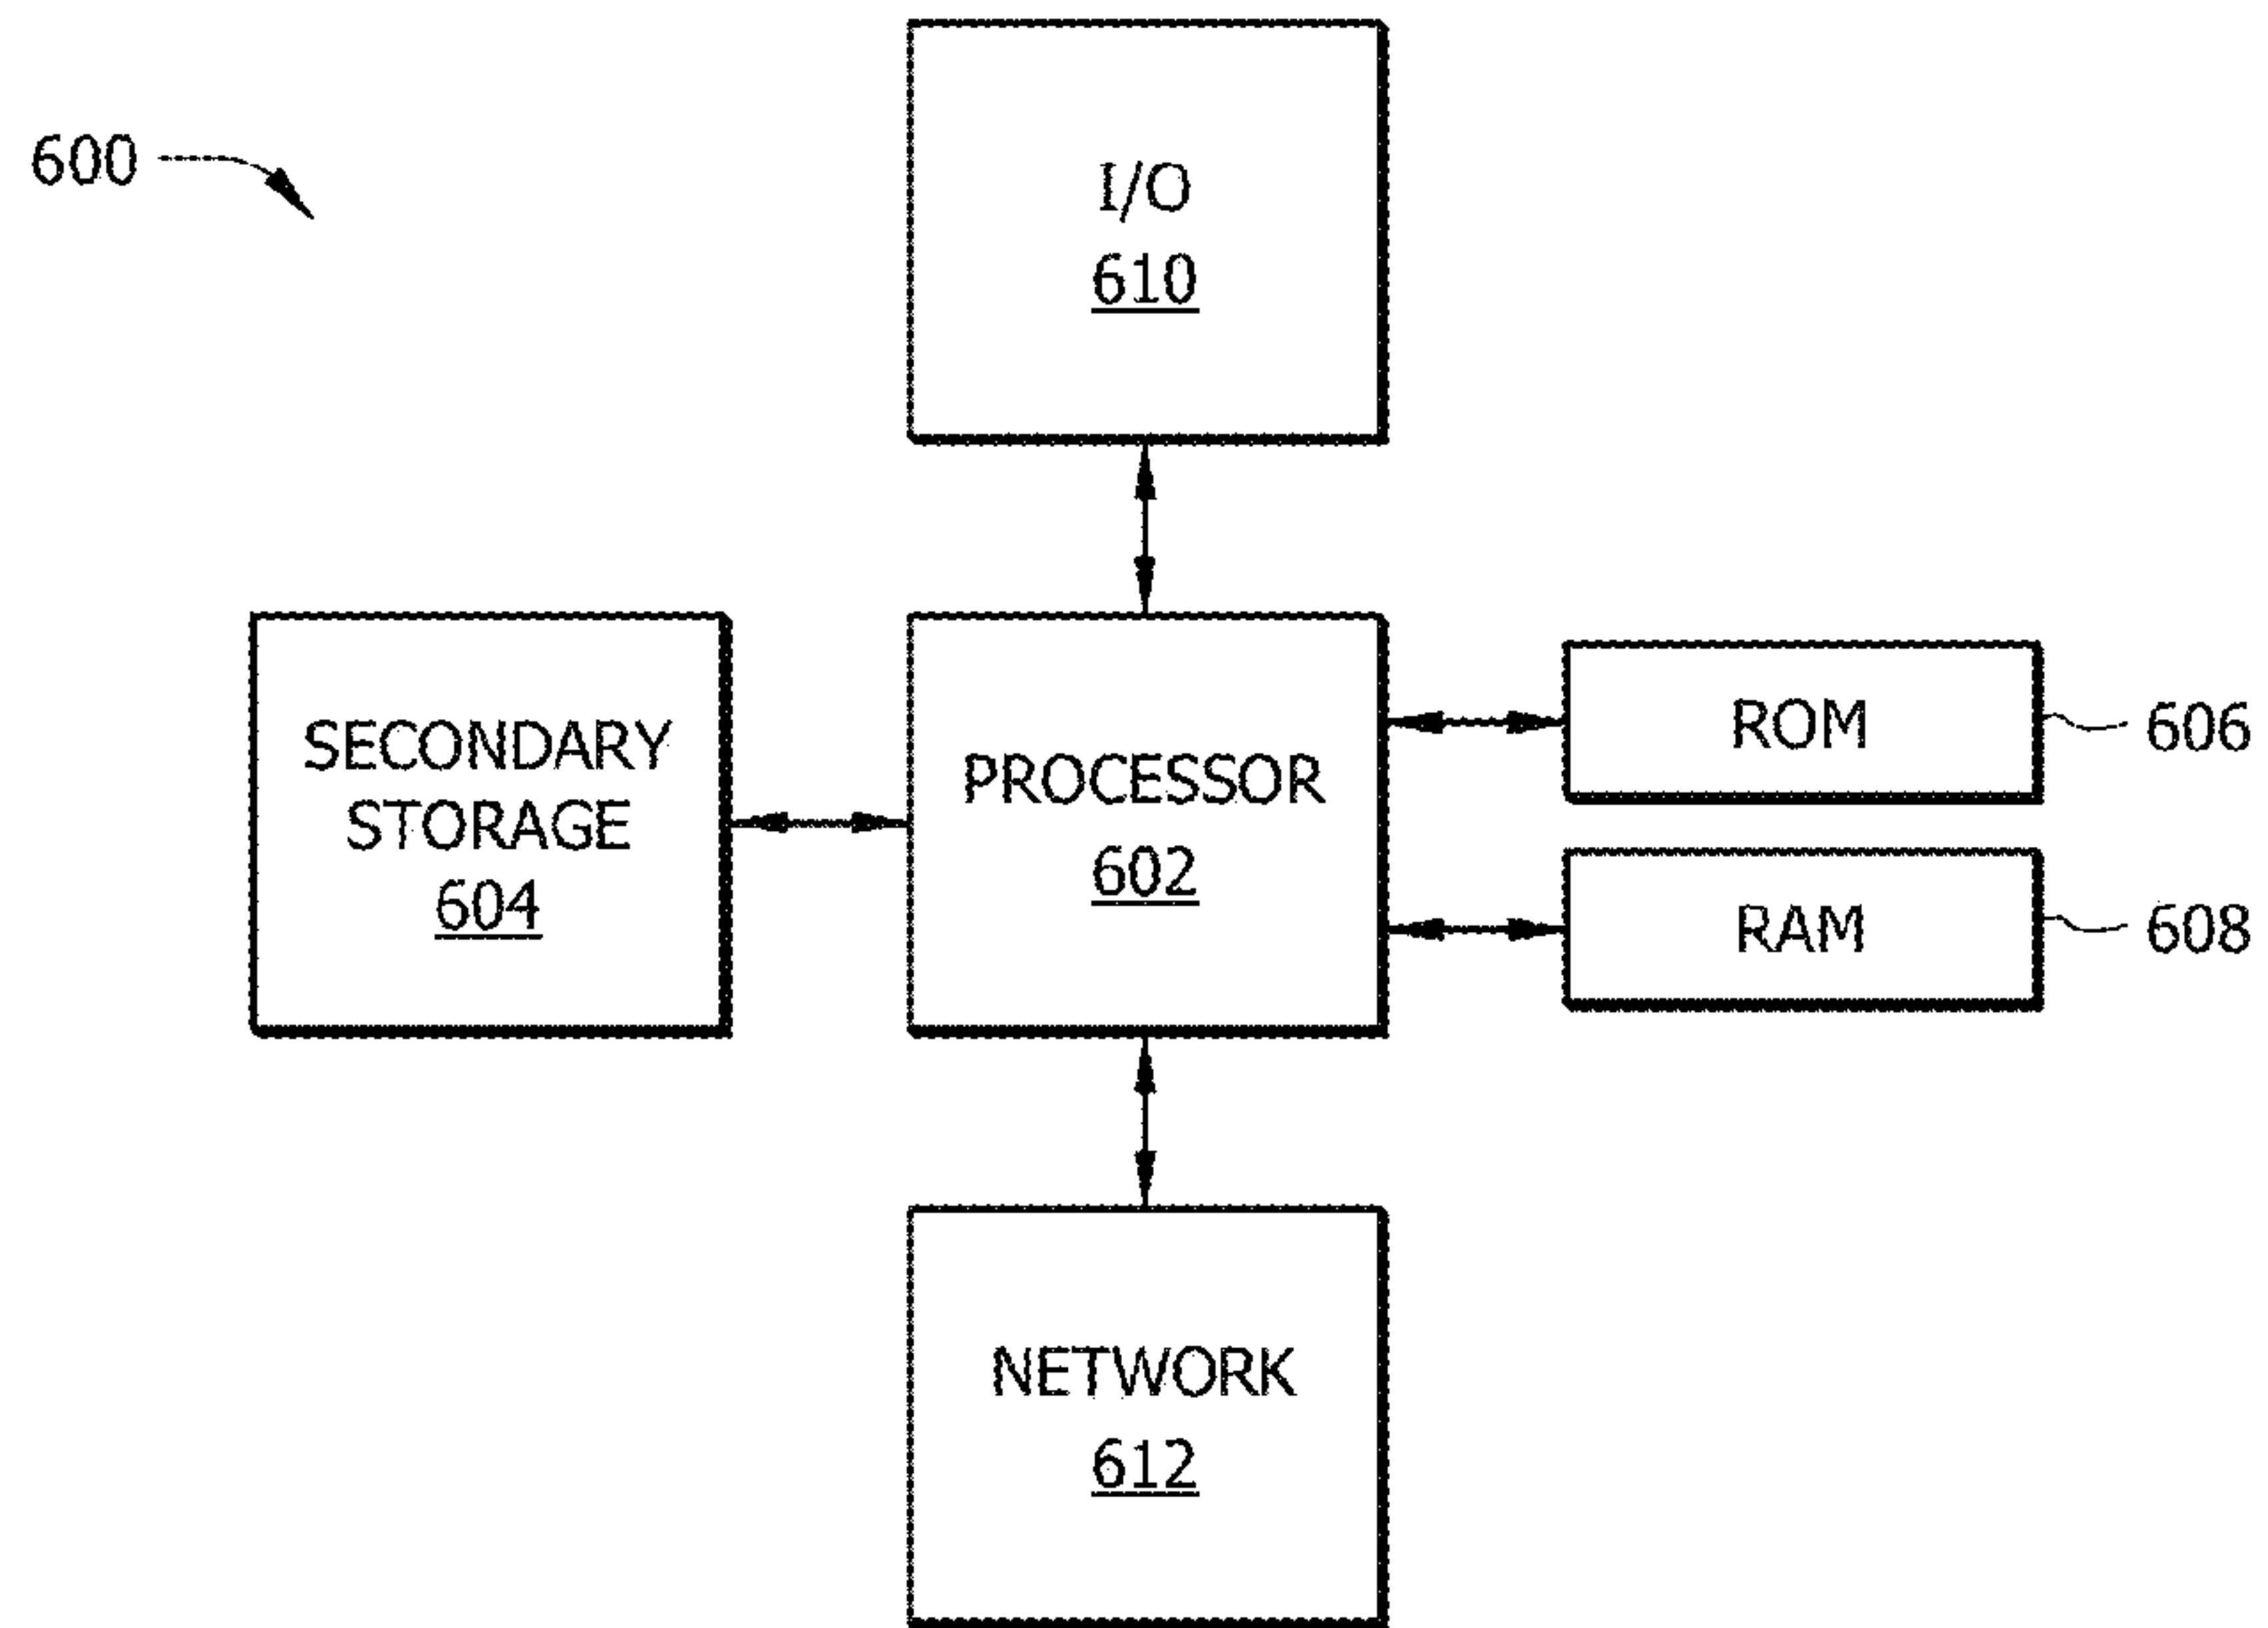 600
I/O
610
SECONDARY
STORAGE
604
PROCESSOR
602
ROM
606
RAM
608
NETWORK
612